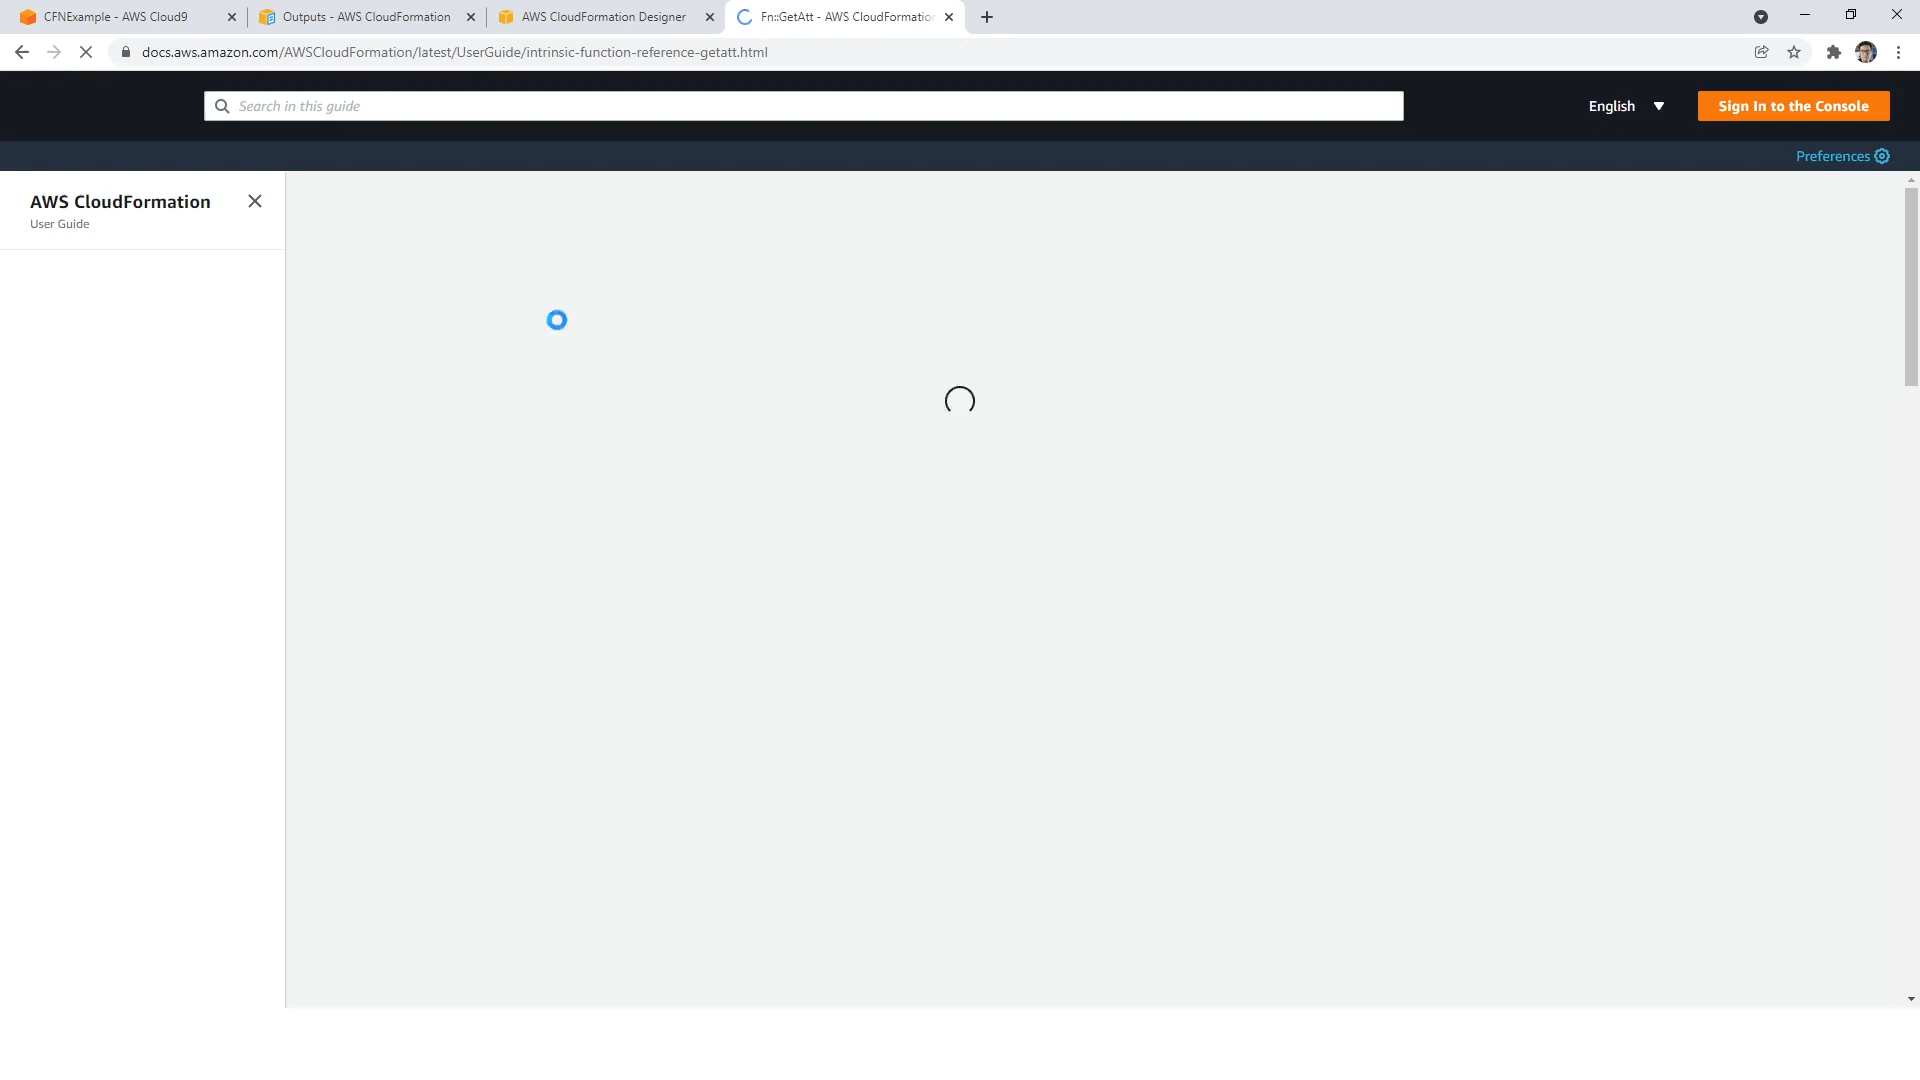 CFNExample - AWS Cloud9
Outputs - AWS CloudFormation
AWS CloudFormation Designer
Fn::GetAtt - AWS CloudFormation
docs.aws.amazon.com/AWSCloudFormation/latest/UserGuide/intrinsic-function-reference-getatt.html
Search in this guide
English
Sign In to the Console
Preferences
AWS CloudFormation
User Guide